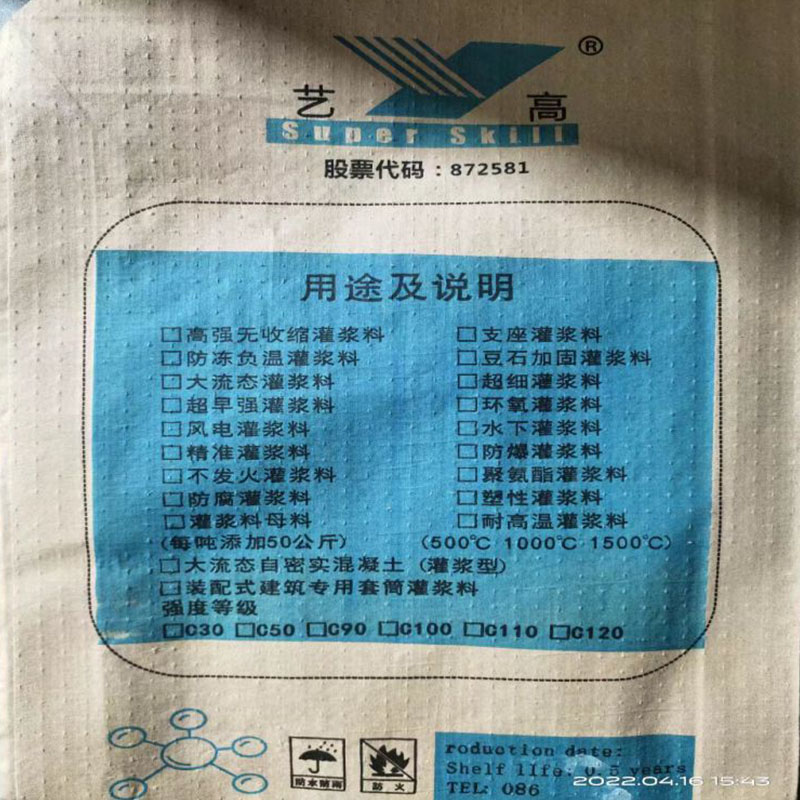 艺 高 ®
Super Skill
股票代码：872581
用途及说明
□高强无收缩灌浆料 □支座灌浆料
□防冻负温灌浆料 □豆石加固灌浆料
□大流态灌浆料 □超细灌浆料
□超早强灌浆料 □环氧灌浆料
□风电灌浆料 □水下灌浆料
□精准灌浆料 □防爆灌浆料
□不发火灌浆料 □聚氨酯灌浆料
□防腐灌浆料 □塑性灌浆料
□灌浆料母料 □耐高温灌浆料
(每吨添加50公斤) (500℃ 1000℃ 1500℃)
□大流态自密实混凝土 (灌浆型)
□装配式建筑专用套筒灌浆料
强度等级
□C30 □C50 □C90 □C100 □C110 □C120
防水防雨 防火
roduction date:
Shelf life: 0.5 years
TEL: 086
2022.04.16 15:43